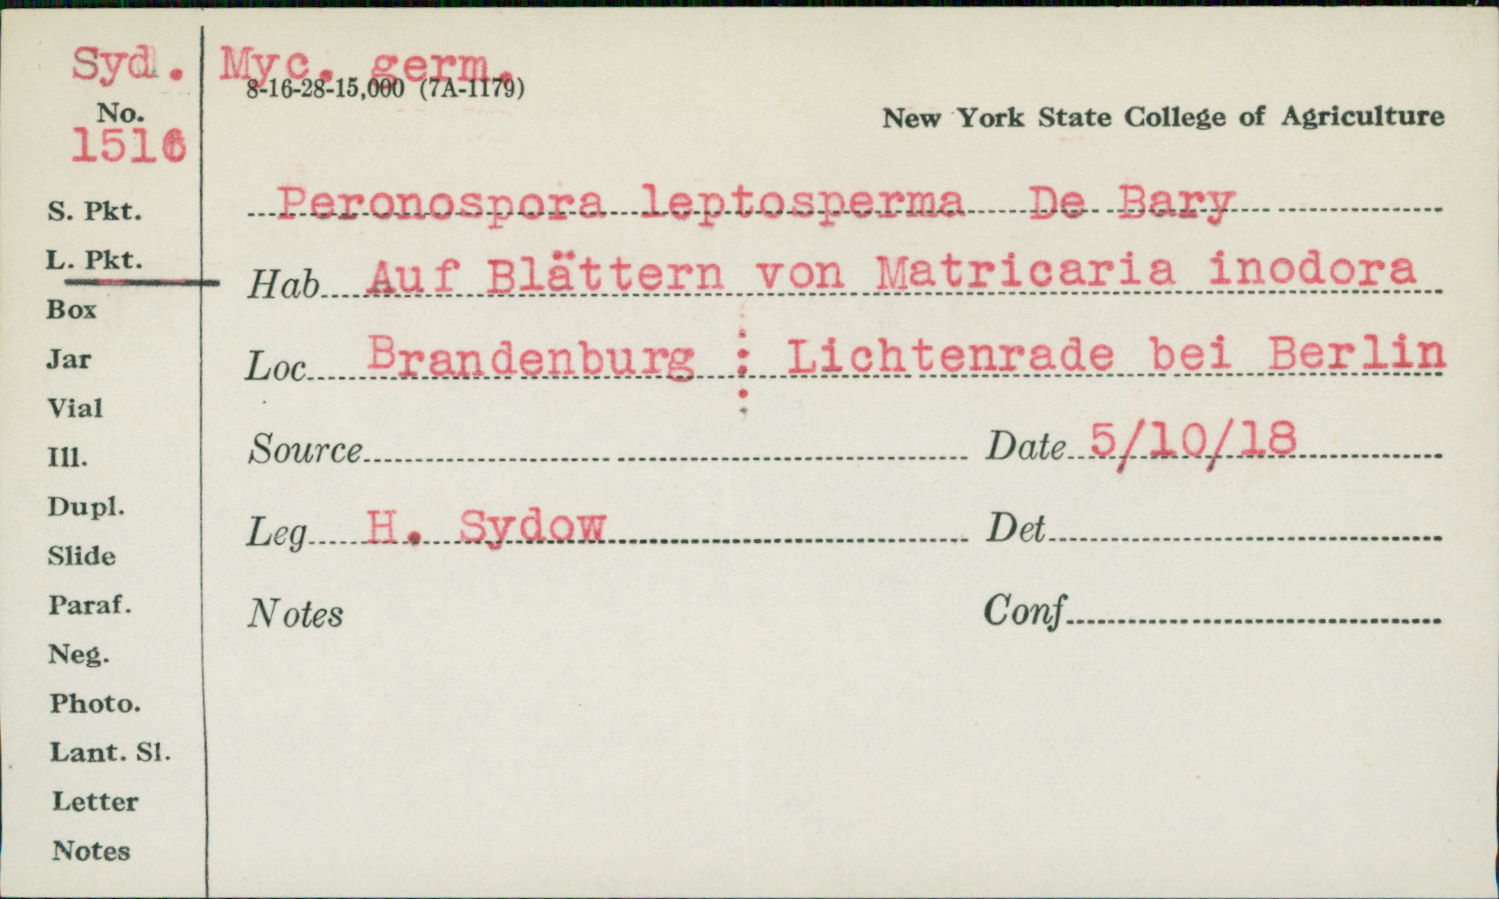 Syd. Myc. germ.
8-16-28-15,000 (7A-1179)
No.
1516
New York State College of Agriculture
S. Pkt.
Peronospora leptosperma De Bary
L. Pkt.
Hab Auf Blättern von Matricaria inodora
Box
Jar
Loc Brandenburg : Lichtenrade bei Berlin
Vial
Source Date 5/10/18
Ill.
Dupl.
Leg H. Sydow Det
Slide
Paraf.
Notes Conf
Neg.
Photo.
Lant. Sl.
Letter
Notes